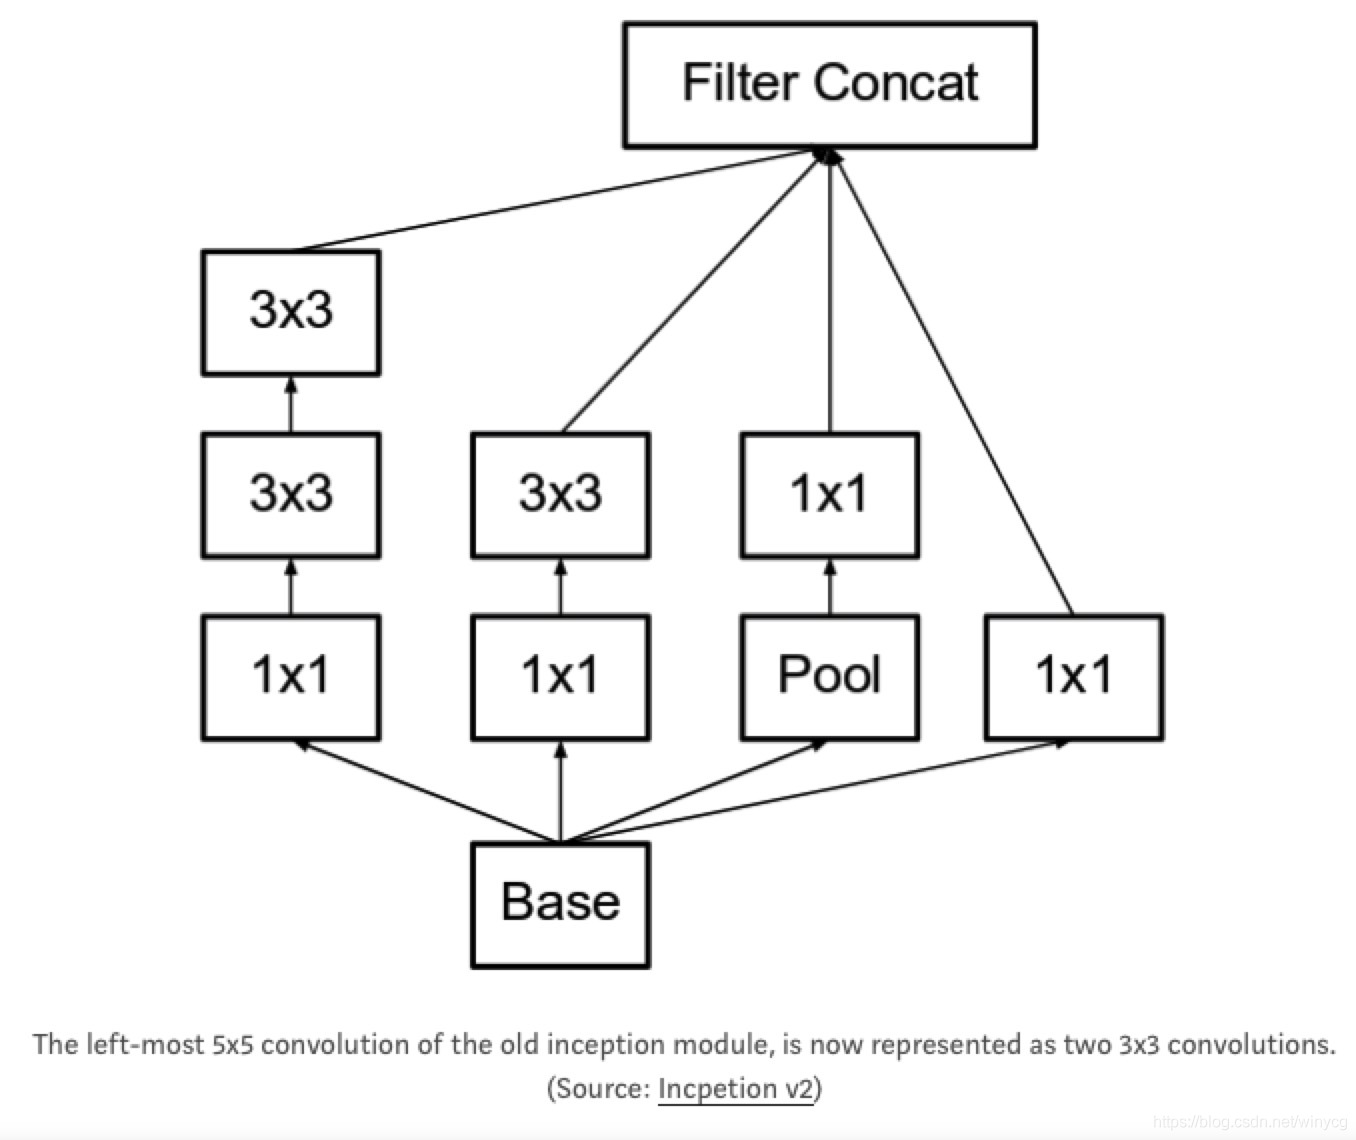 Filter Concat
3x3
3x3 3x3 1x1
1x1 1x1 Pool 1x1
Base
The left-most 5x5 convolution of the old inception module, is now represented as two 3x3 convolutions.
(Source: Incpetion v2)
https://blog.csdn.net/winycg